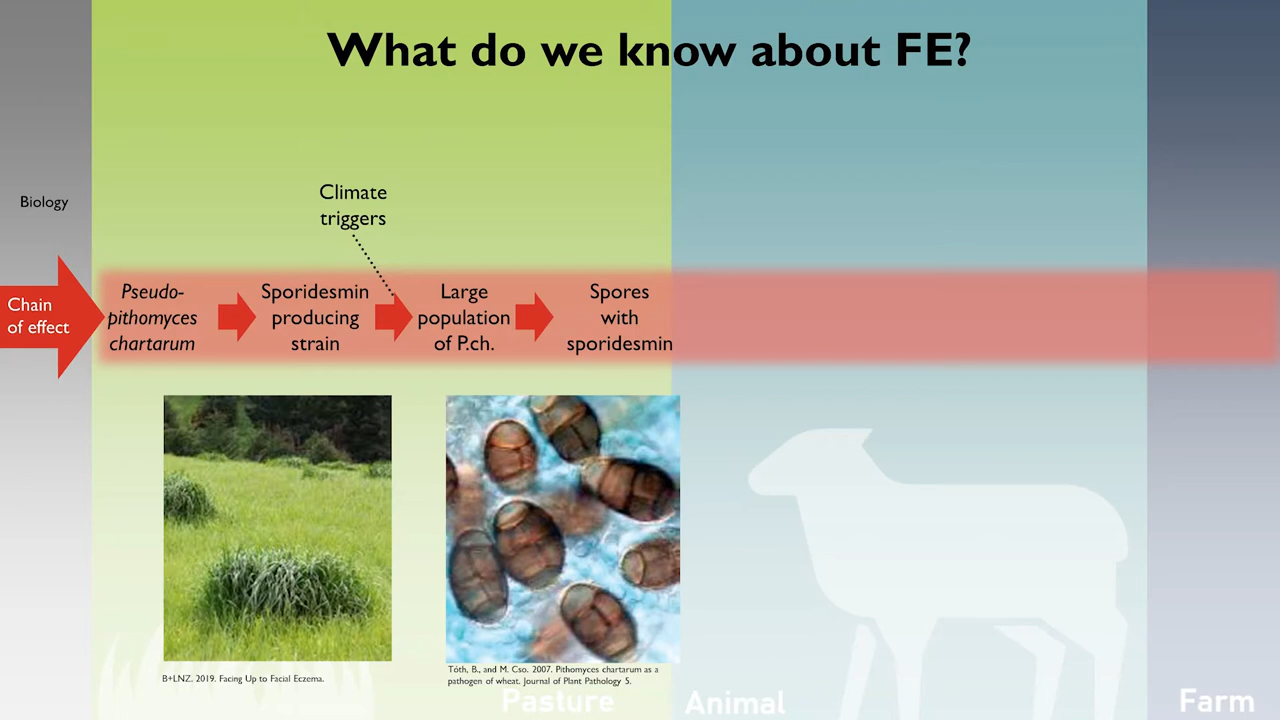 What do we know about FE?
Biology
Climate
triggers
Chain
of effect
Pseudo-
pithomyces
chartarum
Sporidesmin
producing
strain
Large
population
of P.ch.
Spores
with
sporidesmin
B+LNZ. 2019. Facing Up to Facial Eczema.
Tóth, B., and M. Cso. 2007. Pithomyces chartarum as a
pathogen of wheat. Journal of Plant Pathology 5.
Pasture
Animal
Farm